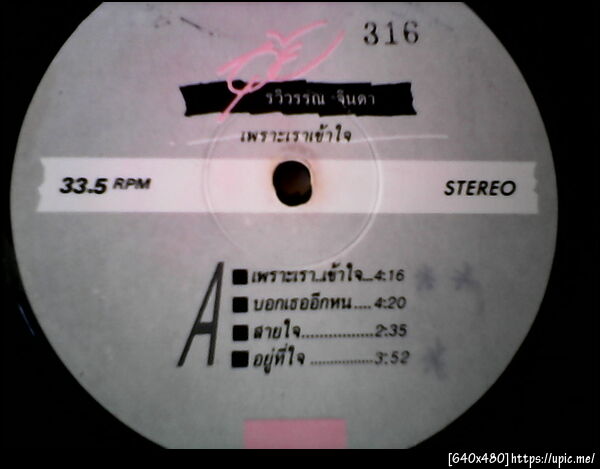 316
รวิวรรณ จินดา
เพราะเราเข้าใจ
33.5 RPM
STEREO
A
เพราะเรา..เข้าใจ...4:16
บอกเธออีกหน....4:20
สายใจ..................2:35
อยู่ที่ใจ ................3:52
[640x480]https://upic.me/